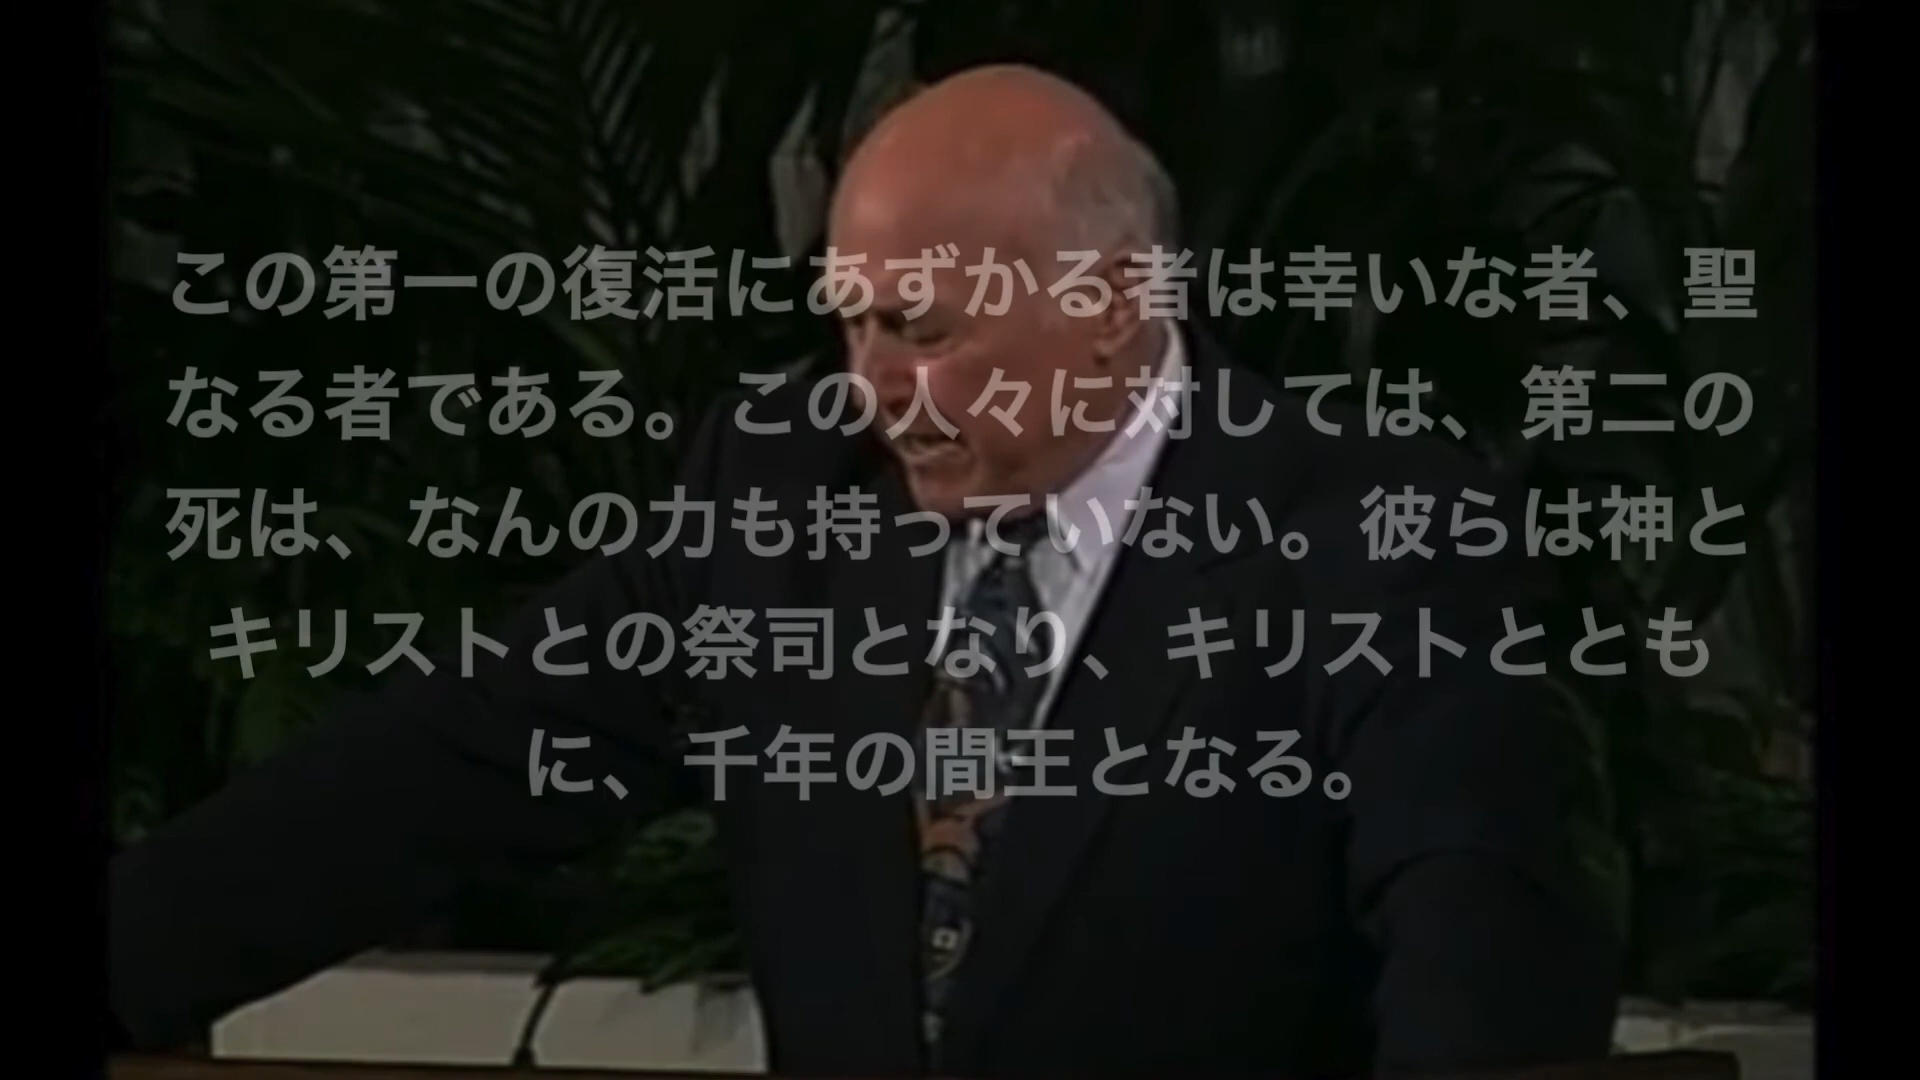 この第一の復活にあずかる者は幸いな者、聖
なる者である。この人々に対しては、第二の
死は、なんの力も持っていない。彼らは神と
キリストとの祭司となり、キリストととも
に、千年の間王となる。